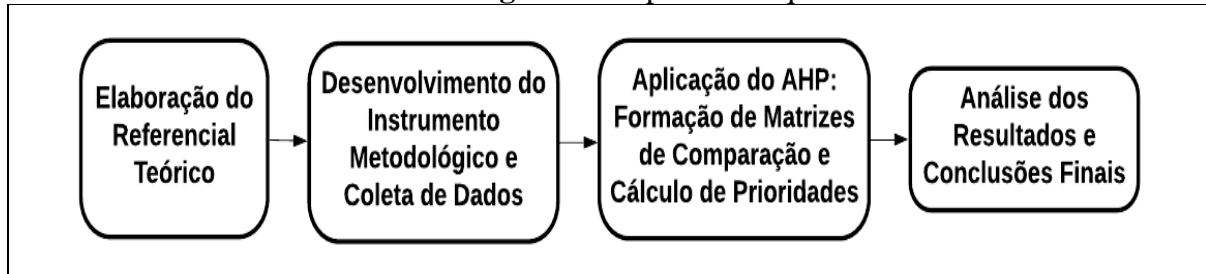 Elaboração do
Referencial
Teórico
Desenvolvimento do
Instrumento
Metodológico e
Coleta de Dados
Aplicação do AHP:
Formação de Matrizes
de Comparação e
Cálculo de Prioridades
Análise dos
Resultados e
Conclusões Finais